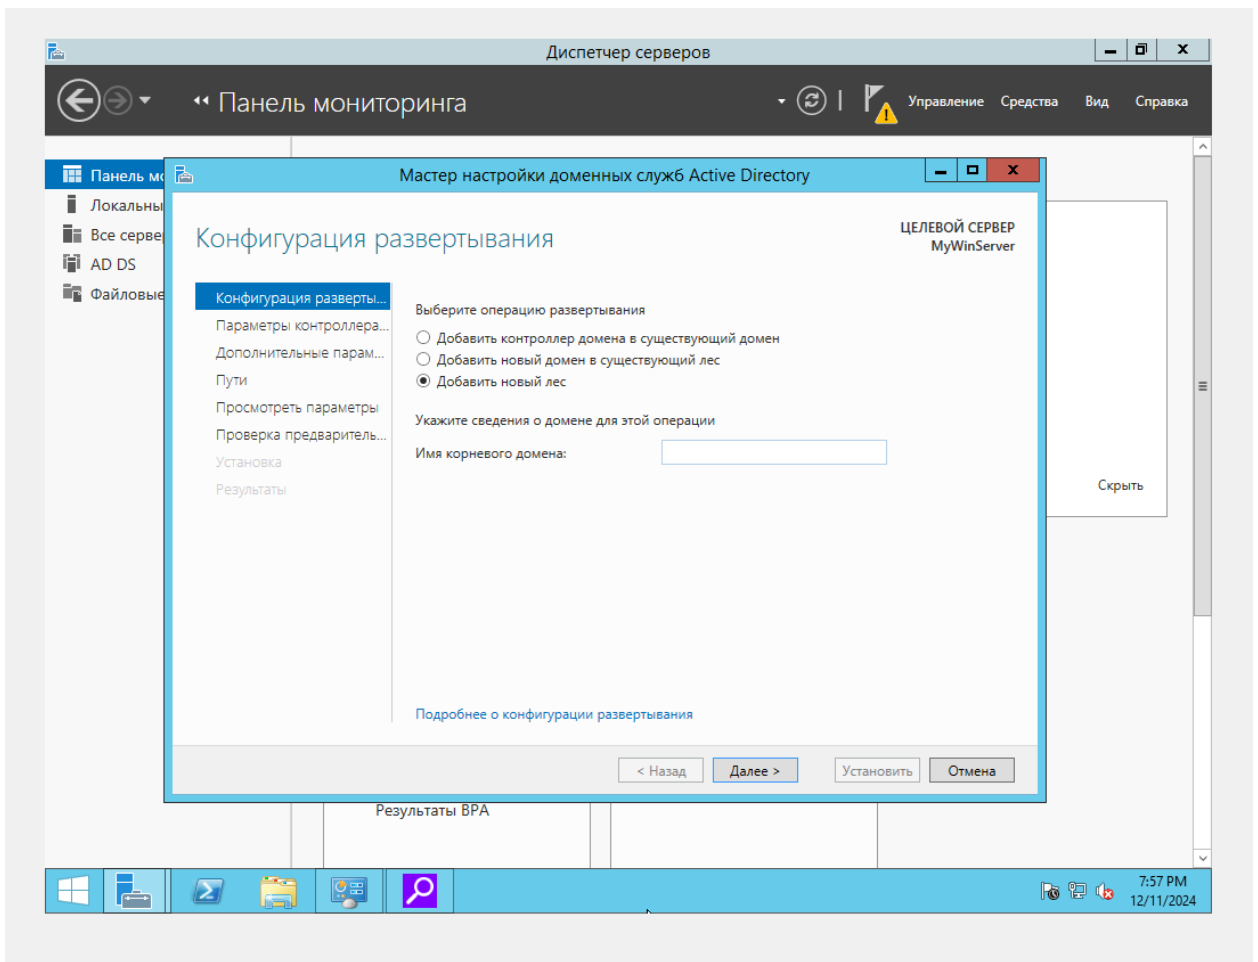 Диспетчер серверов
Панель мониторинга
Управление Средства Вид Справка
Панель мо
Локальны
Все серве
AD DS
Файловые
Мастер настройки доменных служб Active Directory
Конфигурация развертывания
ЦЕЛЕВОЙ СЕРВЕР
MyWinServer
Конфигурация разверты...
Параметры контроллера...
Дополнительные парам...
Пути
Просмотреть параметры
Проверка предваритель...
Установка
Результаты
Выберите операцию развертывания
Добавить контроллер домена в существующий домен
Добавить новый домен в существующий лес
Добавить новый лес
Укажите сведения о домене для этой операции
Имя корневого домена:
Скрыть
Подробнее о конфигурации развертывания
< Назад Далее > Установить Отмена
Результаты BPA
7:57 PM
12/11/2024